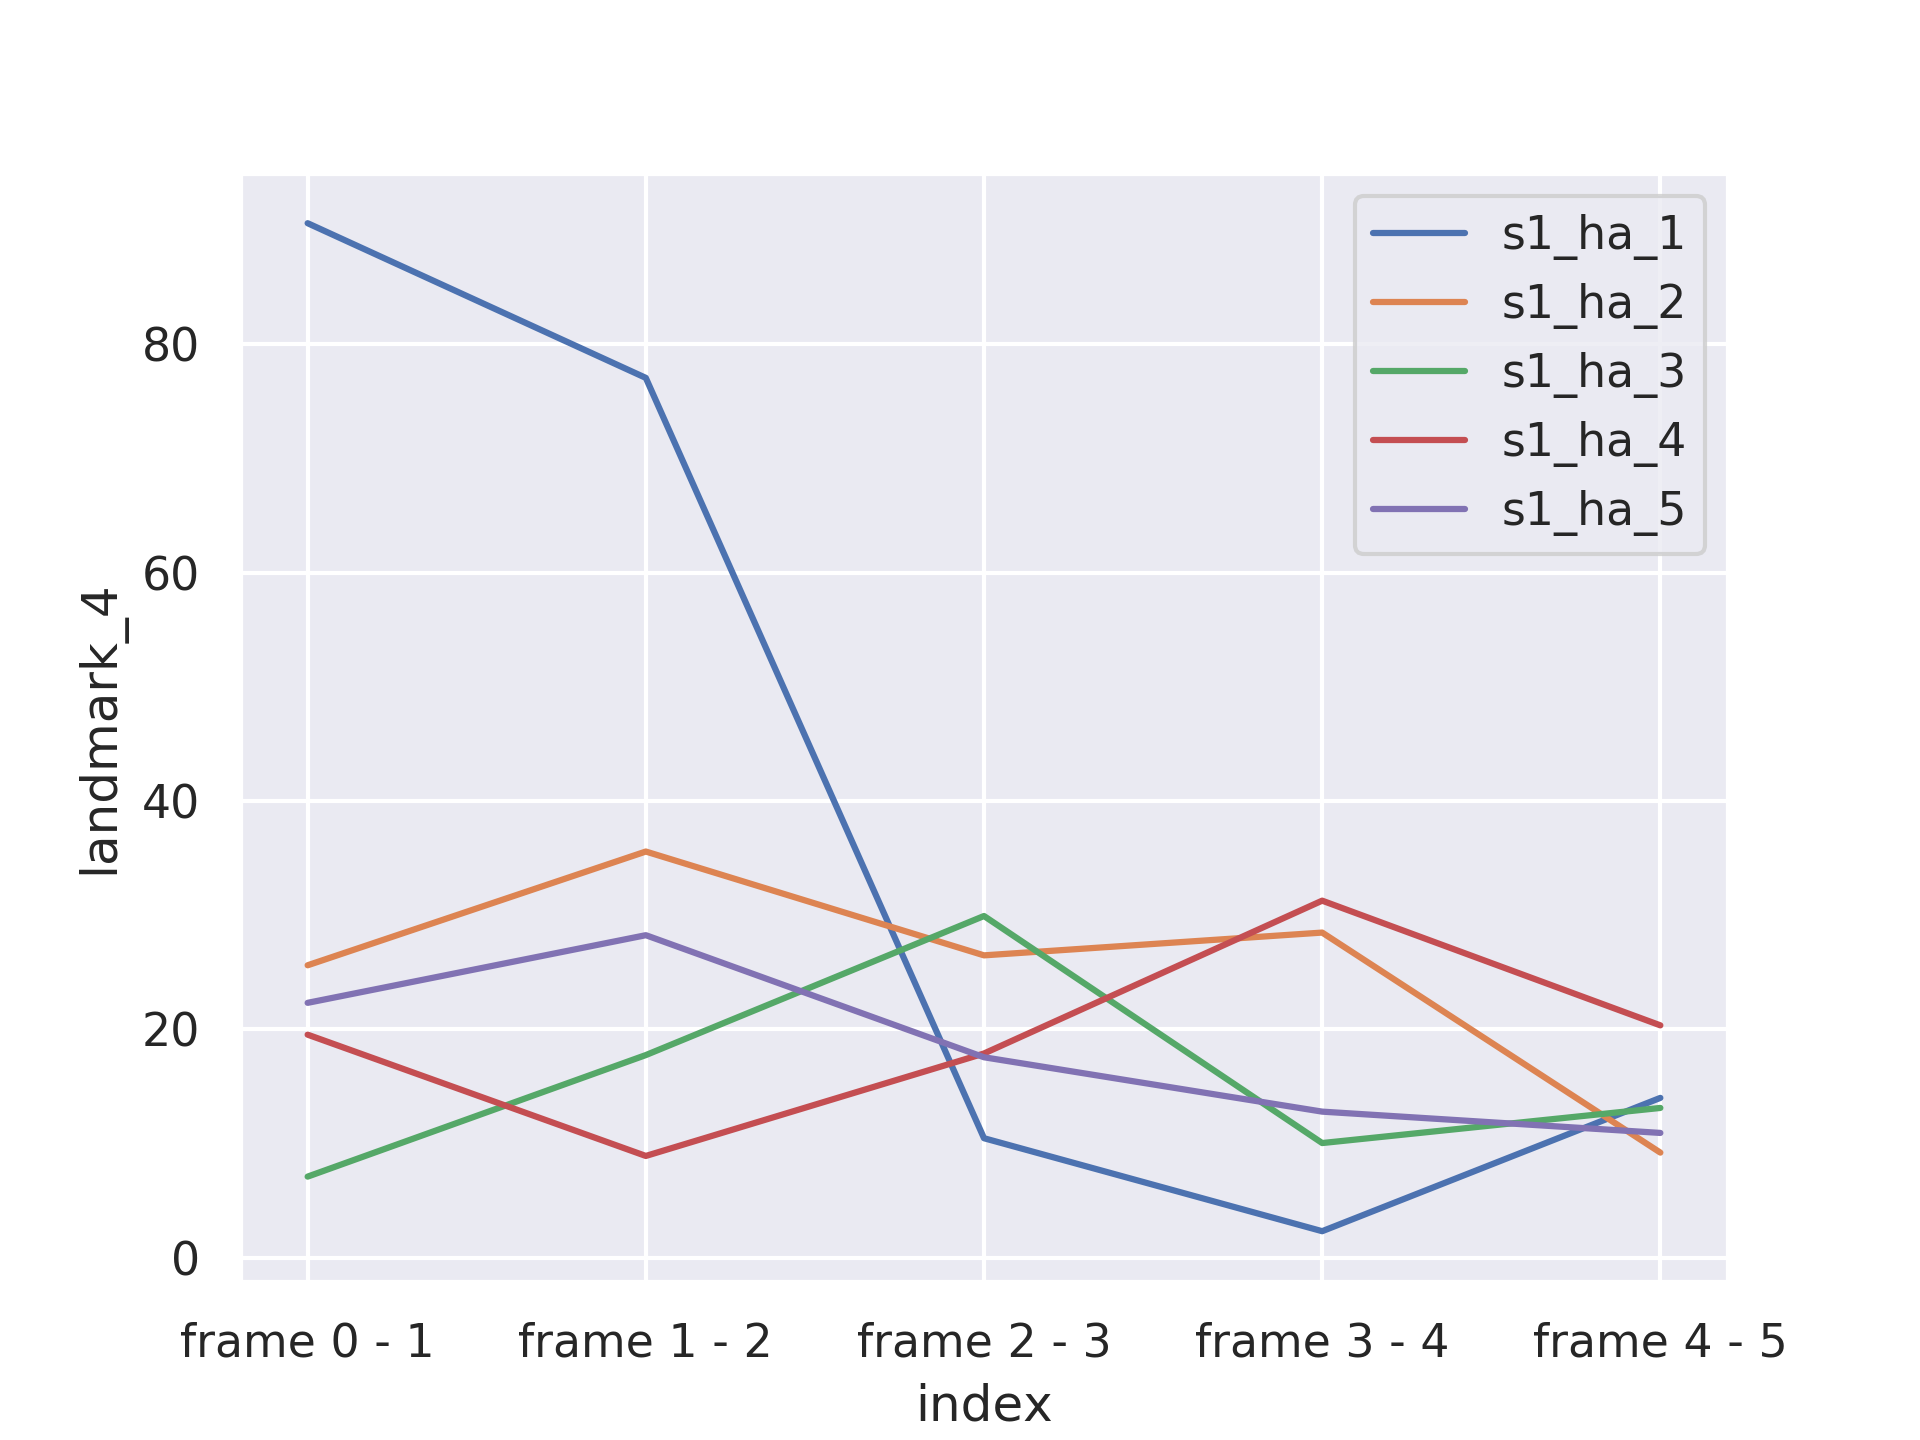 s1_ha_1
s1_ha_2
s1_ha_3
s1_ha_4
s1_ha_5
landmark_4
80
60
40
20
0
frame 0 - 1
frame 1 - 2
frame 2 - 3
frame 3 - 4
frame 4 - 5
index